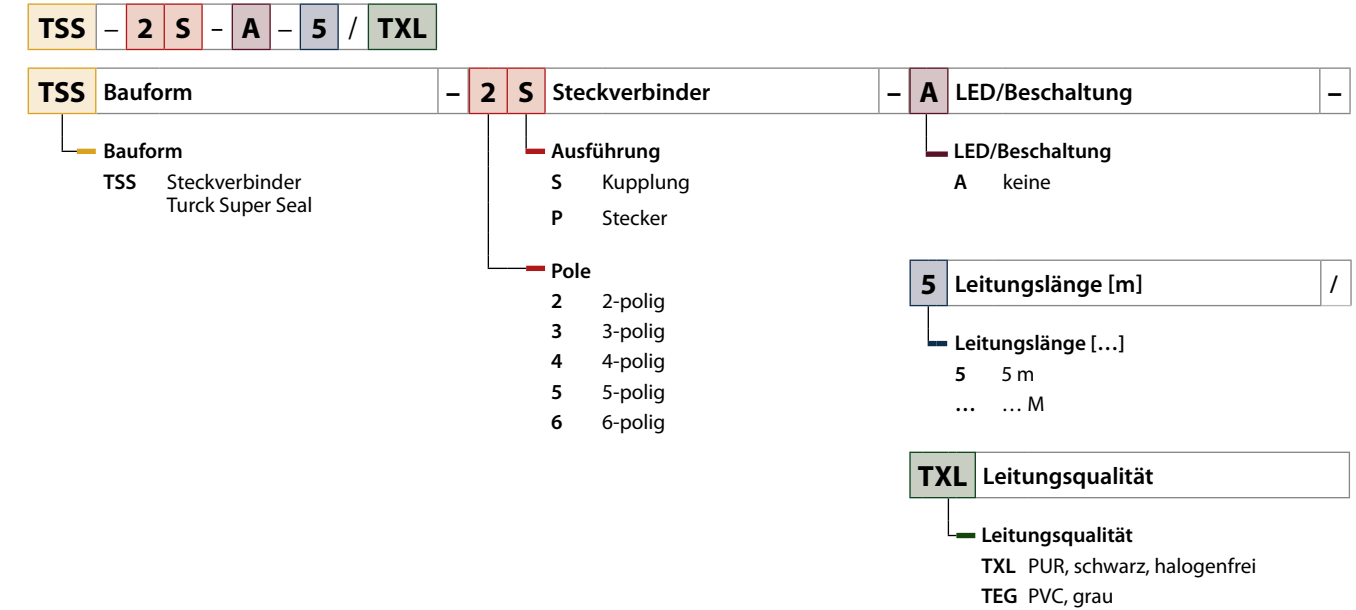 TSS – 2 S – A – 5 / TXL
TSS Bauform – 2 S Steckverbinder – A LED/Beschaltung –
Bauform
TSS Steckverbinder
Turck Super Seal
Ausführung
S Kupplung
P Stecker
Pole
2 2-polig
3 3-polig
4 4-polig
5 5-polig
6 6-polig
LED/Beschaltung
A keine
5 Leitungslänge [m] /
Leitungslänge […]
5 5 m
… … M
TXL Leitungsqualität
Leitungsqualität
TXL PUR, schwarz, halogenfrei
TEG PVC, grau